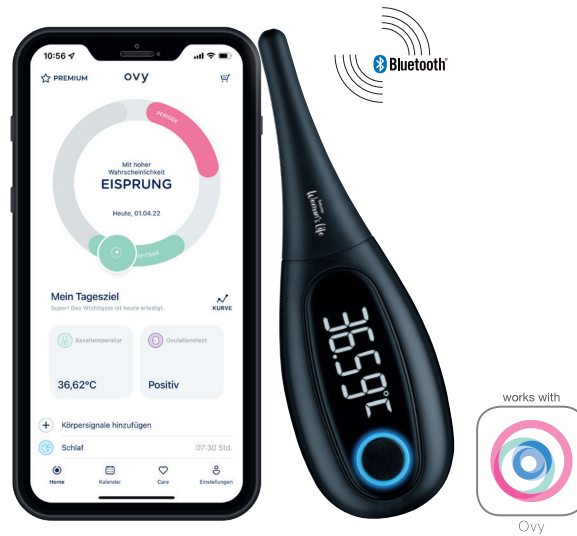 10:56
PREMIUM
ovy
PERIODE
Mit hoher
Wahrscheinlichkeit
EISPRUNG
Heute, 01.04.22
Mein Tagesziel
Super! Das Wichtigste ist heute erledigt.
KURVE
Basaltemperatur
Ovulationstest
36,62°C
Positiv
Körpersignale hinzufügen
Schlaf
07:30 Std.
Home
Kalender
Care
Einstellungen
Bluetooth®
Woman's Life
36.59°C
works with
Ovy